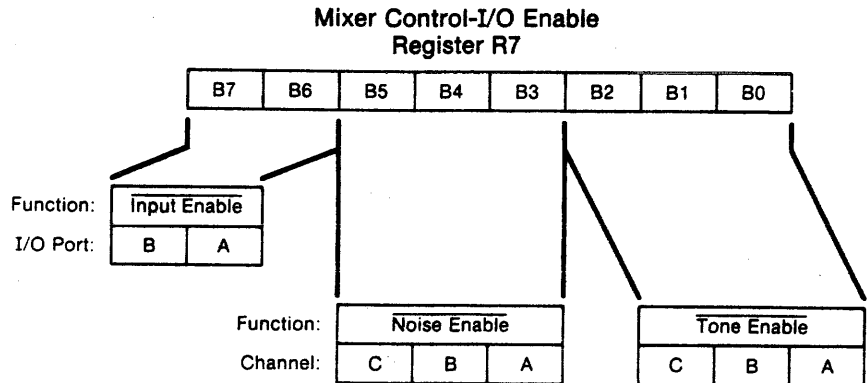 Mixer Control-I/O Enable
Register R7
B7 B6 B5 B4 B3 B2 B1 B0
Function: Input Enable
I/O Port: B A
Function: Noise Enable Tone Enable
Channel: C B A C B A